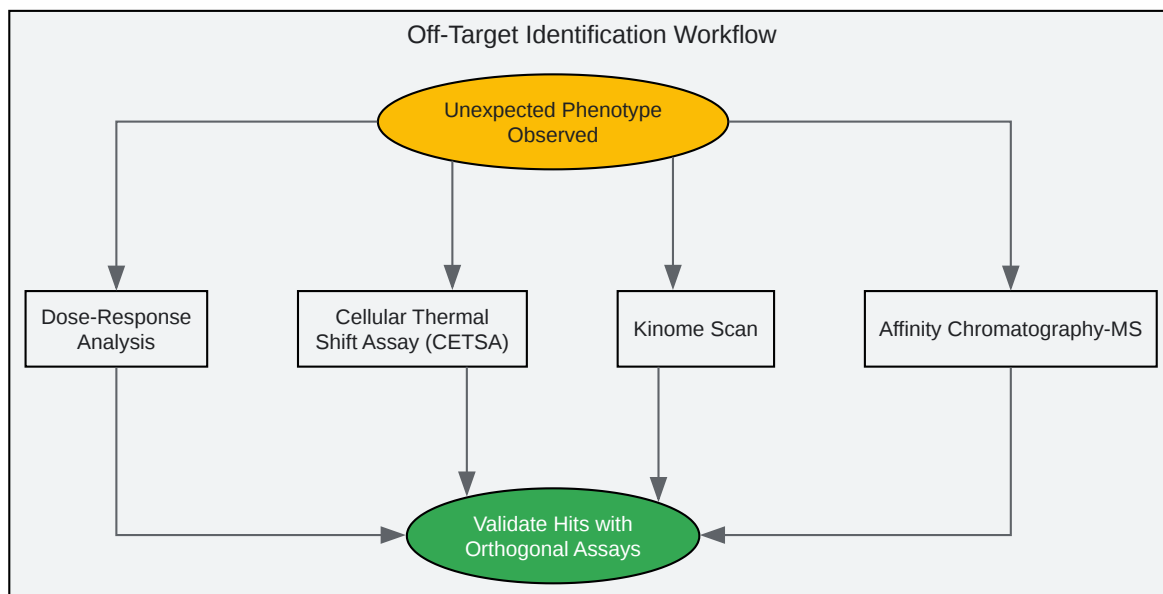 Off-Target Identification Workflow
Unexpected Phenotype
Observed
Dose-Response
Analysis
Cellular Thermal
Shift Assay (CETSA)
Kinome Scan
Affinity Chromatography-MS
Validate Hits with
Orthogonal Assays